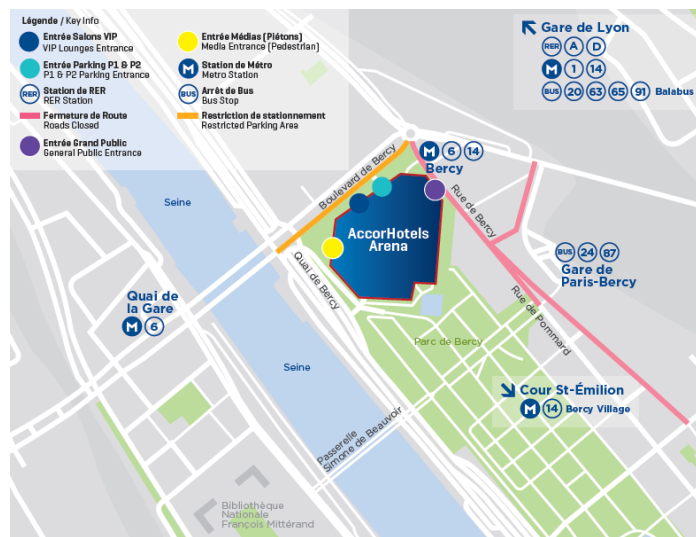 Légende / Key Info
Entrée Salons VIP
VIP Lounges Entrance
Entrée Parking P1 & P2
P1 & P2 Parking Entrance
RER
Station de RER
RER Station
Fermeture de Route
Roads Closed
Entrée Grand Public
General Public Entrance
Entrée Médias (Piétons)
Media Entrance (Pedestrian)
M
Station de Métro
Metro Station
BUS
Arrêt de Bus
Bus Stop
Restriction de stationnement
Restricted Parking Area
Gare de Lyon
RER A D
M 1 14
BUS 20 63 65 91 Balabus
M 6 14
Bercy
Boulevard de Bercy
Rue de Bercy
Seine
AccorHotels
Arena
BUS 24 87
Gare de
Paris-Bercy
Quai de Bercy
Quai de
la Gare
M 6
Rue de Pommard
Parc de Bercy
Seine
Cour St-Émilion
M 14 Bercy Village
Passerelle
Simone de Beauvoir
Bibliothèque
Nationale
François Mittérand